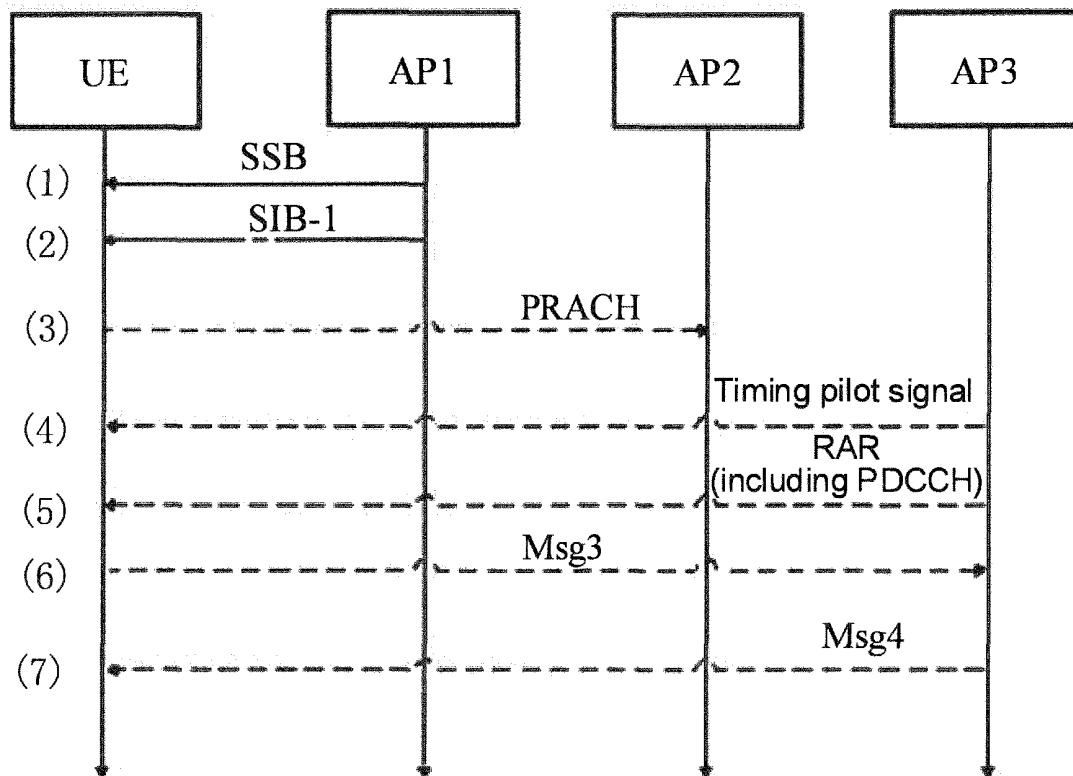 UE
AP1
AP2
AP3
(1)
SSB
(2)
SIB-1
(3)
PRACH
Timing pilot signal
(4)
RAR
(including PDCCH)
(5)
(6)
Msg3
Msg4
(7)